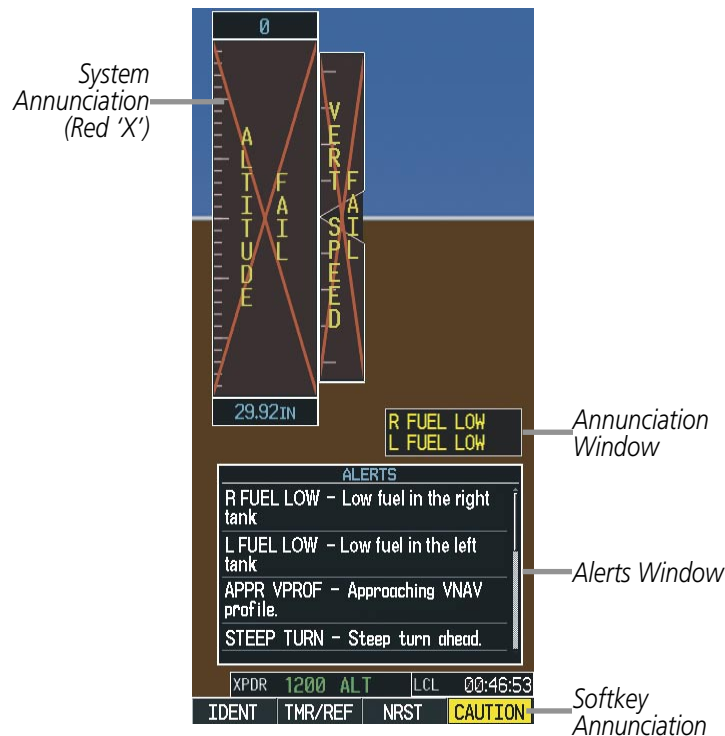 0
System
Annunciation
(Red ‘X’)
ALTITUDE
FAIL
VERT SPEED
FAIL
29.92IN
R FUEL LOW
L FUEL LOW
Annunciation
Window
ALERTS
R FUEL LOW – Low fuel in the right
tank
L FUEL LOW – Low fuel in the left
tank
APPR VPROF – Approaching VNAV
profile.
STEEP TURN – Steep turn ahead.
Alerts Window
XPDR 1200 ALT LCL 00:46:53
IDENT TMR/REF NRST CAUTION
Softkey
Annunciation